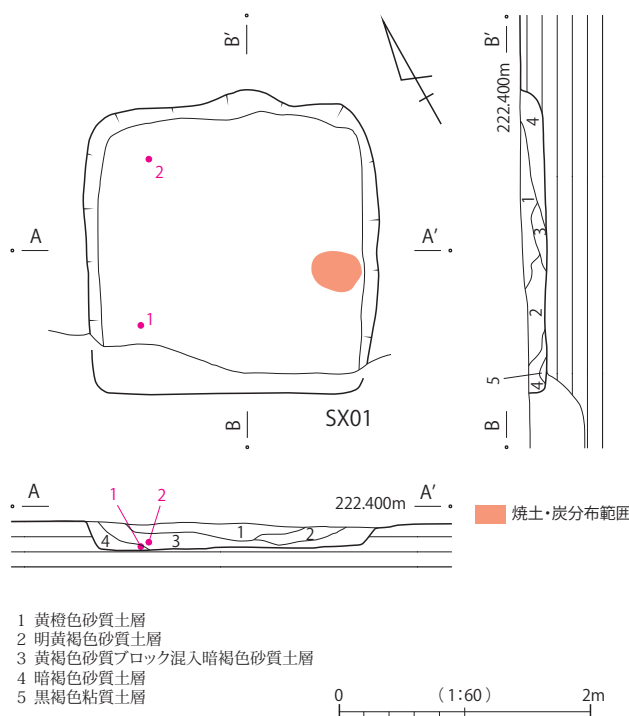 B'
B'
222.400m
4
2
1
3
A
A'
1
2
5
4
B
B
SX01
A
1
2
222.400m
A'
焼土・炭分布範囲
4
3
1
2
1 黄橙色砂質土層
2 明黄褐色砂質土層
3 黄褐色砂質ブロック混入暗褐色砂質土層
4 暗褐色砂質土層
5 黒褐色粘質土層
0 (1:60) 2m